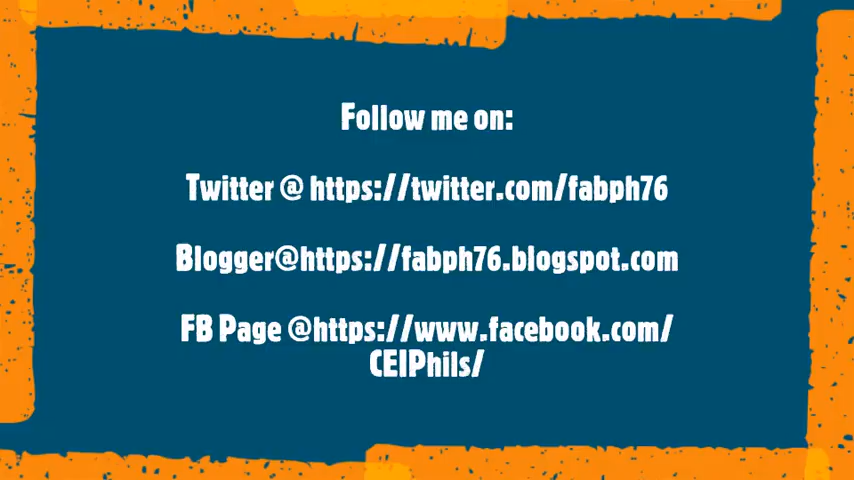 Follow me on:
Twitter @ https://twitter.com/fabph76
Blogger@https://fabph76.blogspot.com
FB Page @https://www.facebook.com/
CEIPhils/